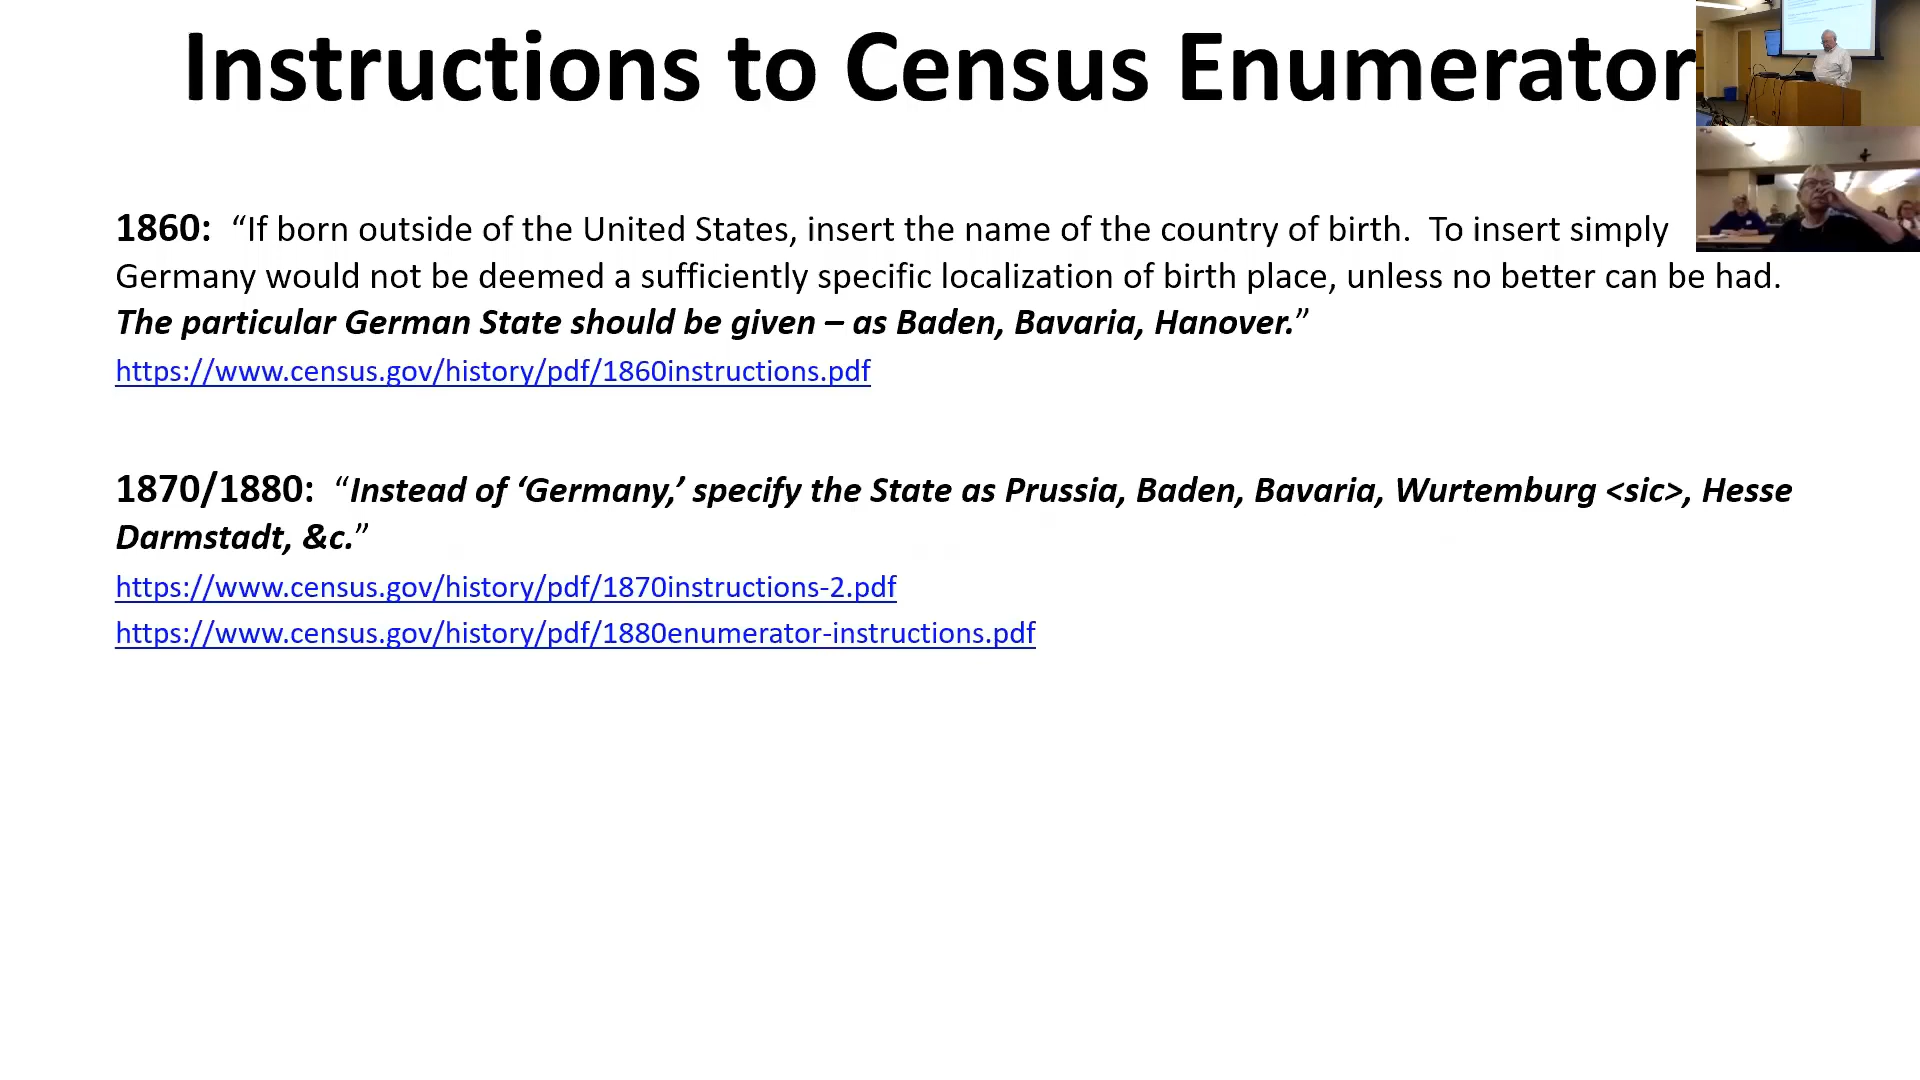 Instructions to Census Enumerator
1860: “If born outside of the United States, insert the name of the country of birth. To insert simply
Germany would not be deemed a sufficiently specific localization of birth place, unless no better can be had.
The particular German State should be given – as Baden, Bavaria, Hanover.”
https://www.census.gov/history/pdf/1860instructions.pdf
1870/1880: “Instead of ‘Germany,’ specify the State as Prussia, Baden, Bavaria, Wurtemburg <sic>, Hesse
Darmstadt, &c.”
https://www.census.gov/history/pdf/1870instructions-2.pdf
https://www.census.gov/history/pdf/1880enumerator-instructions.pdf